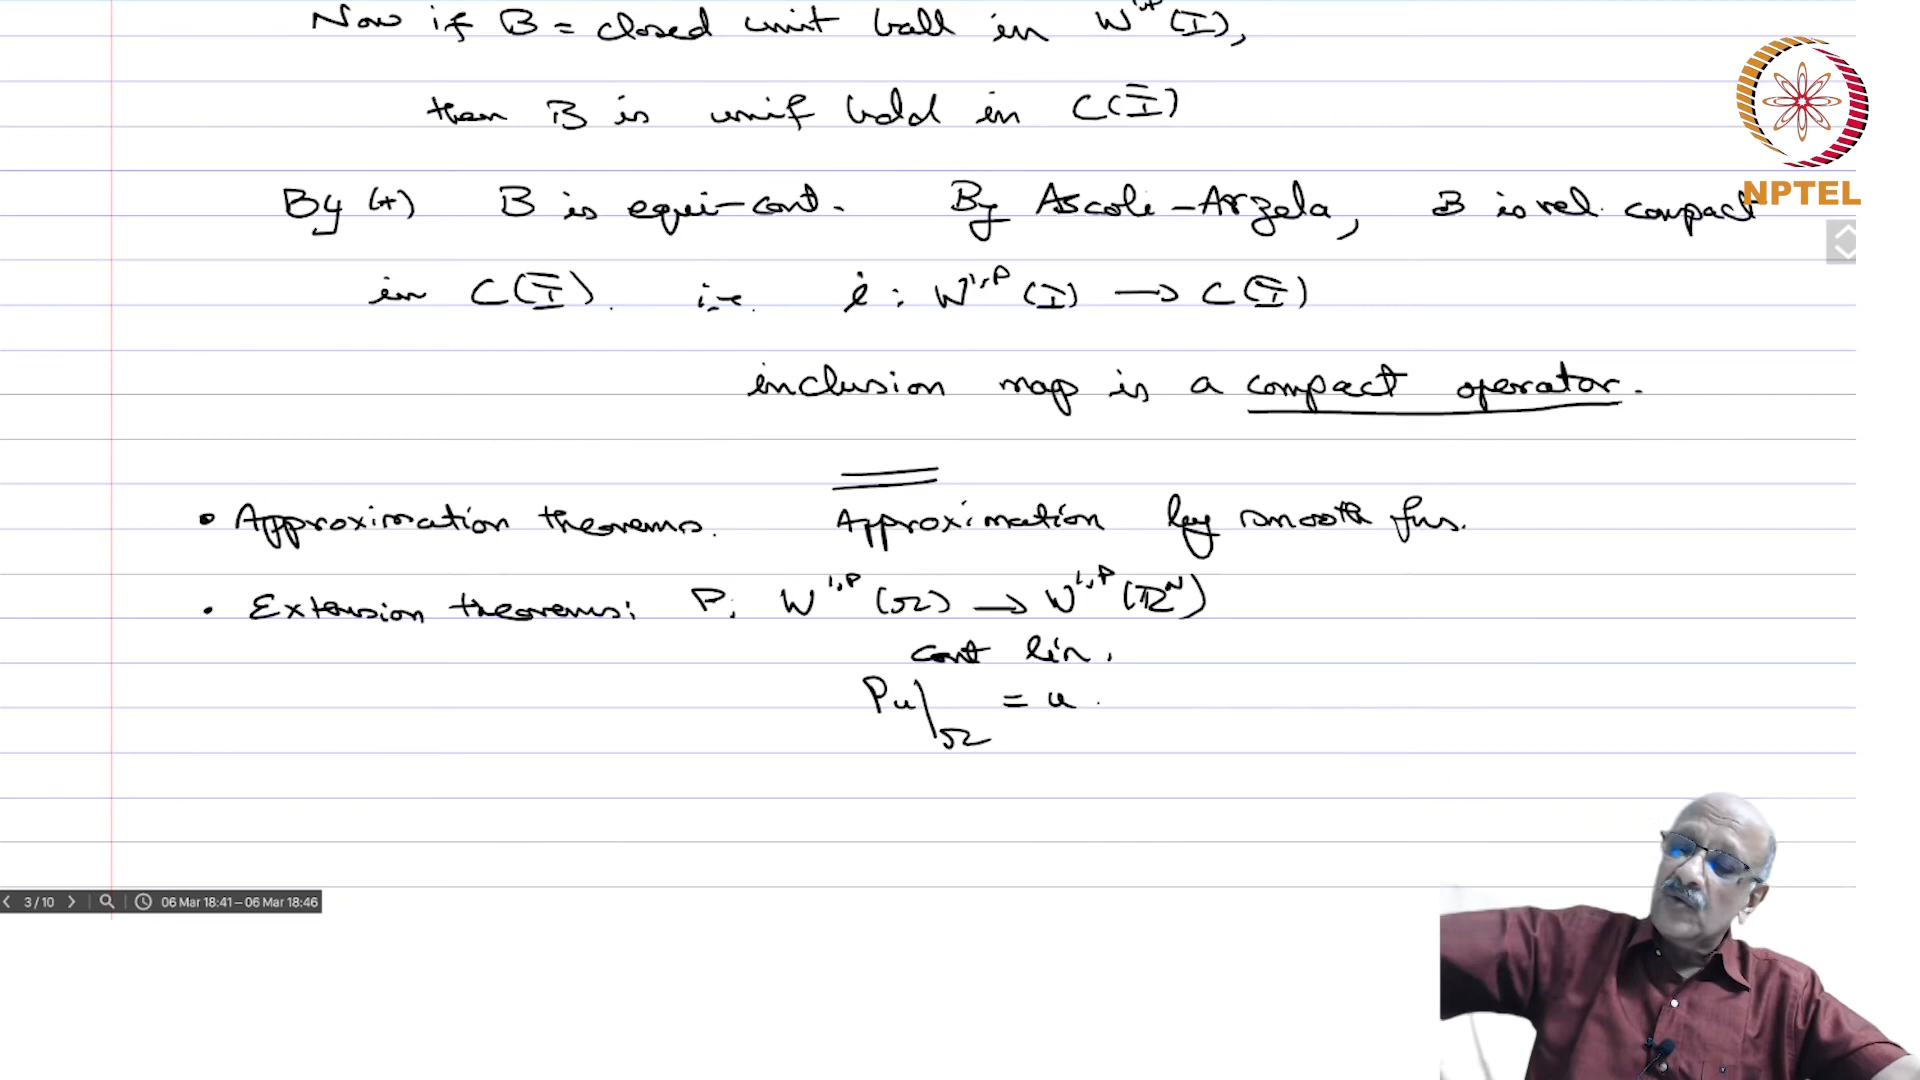 Now if B = closed unit ball in W^{1,p}(I),
then B is unif bdd in C(Ī)
NPTEL
By (*) B is equi-cont. By Ascoli-Arzela, B is rel. compact
in C(Ī). i.e. i : W^{1,p}(I) → C(Ī)
inclusion map is a compact operator.
• Approximation theorems. Approximation by smooth fns.
• Extension theorems: P: W^{1,p}(Ω) → W^{1,p}(ℝ^N)
cont lin.
Pu|_Ω = u.
3 / 10 06 Mar 18:41 – 06 Mar 18:46